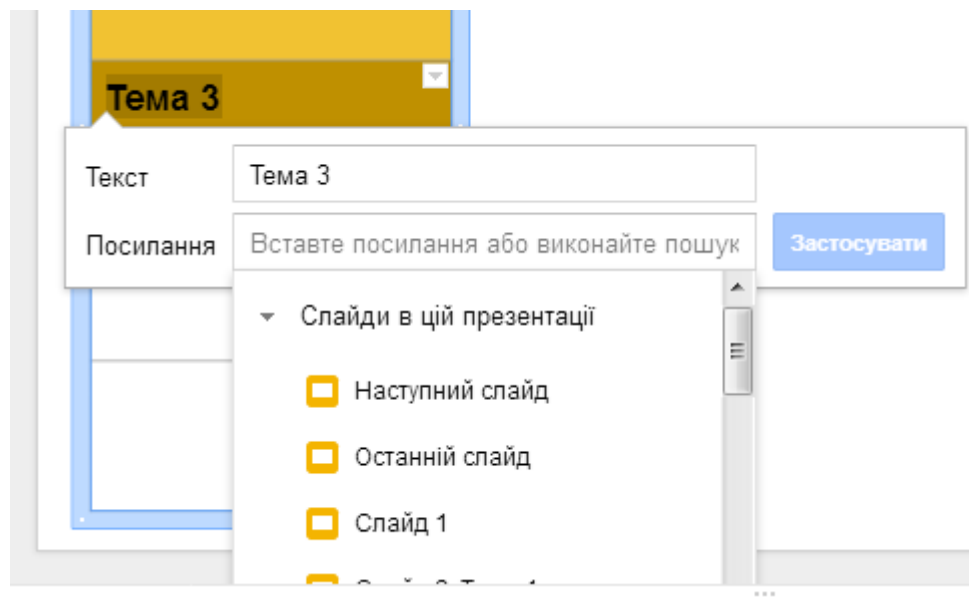 Тема 3
Текст
Тема 3
Посилання
Вставте посилання або виконайте пошук
Застосувати
Слайди в цій презентації
Наступний слайд
Останній слайд
Слайд 1